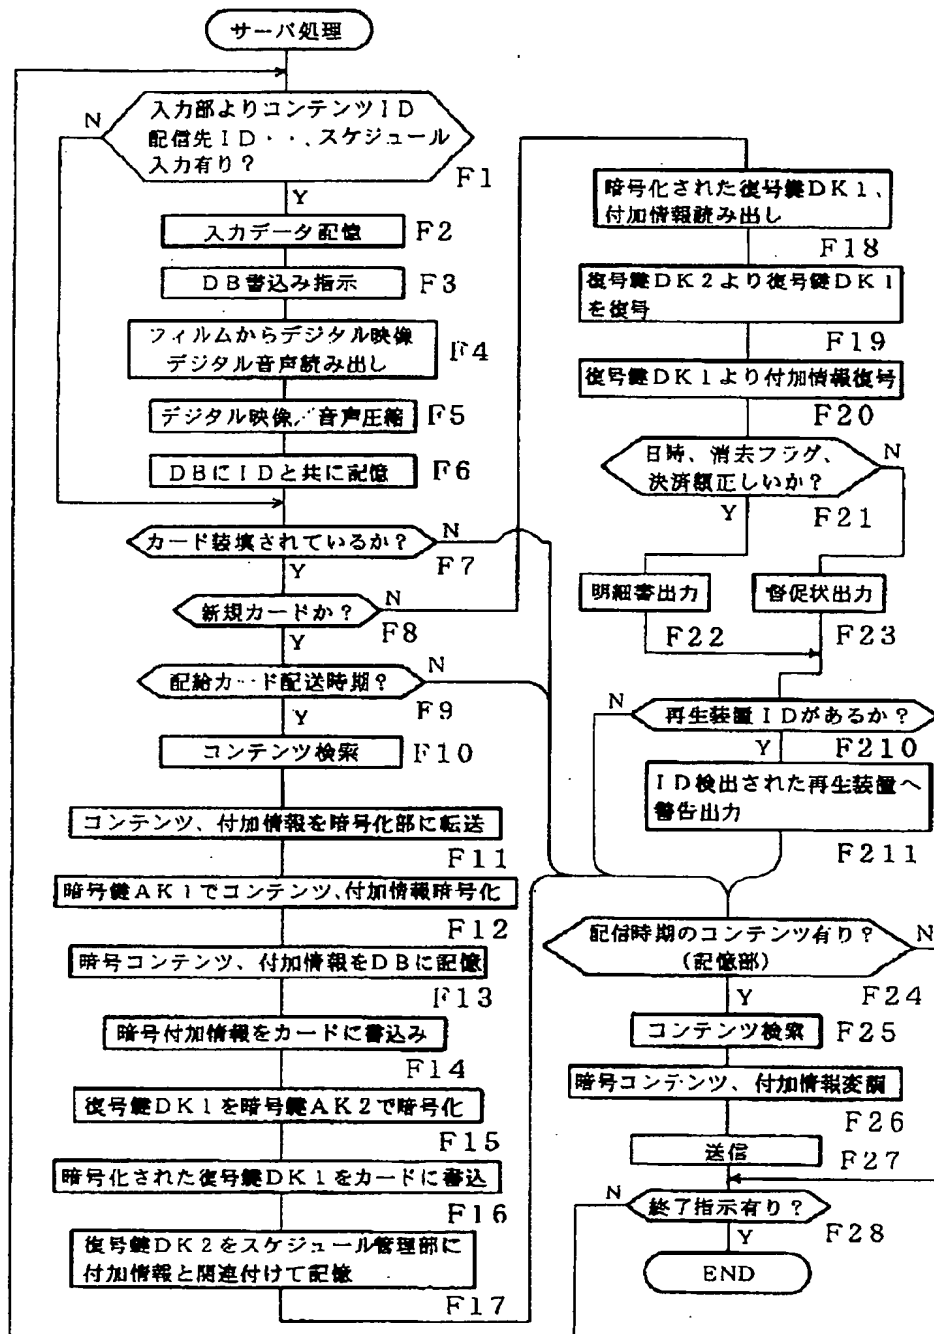 サーバ処理
入力部よりコンテンツID
配信先ID・・、スケジュール
入力有り？
N
F1
Y
入力データ記憶
F2
DB書込み指示
F3
フィルムからデジタル映像
デジタル音声読み出し
F4
デジタル映像／音声圧縮
F5
DBにIDと共に記憶
F6
カード装填されているか？
N
F7
Y
新規カードか？
N
F8
Y
配給カード配送時期？
N
F9
Y
コンテンツ検索
F10
コンテンツ、付加情報を暗号化部に転送
F11
暗号鍵AK1でコンテンツ、付加情報暗号化
F12
暗号コンテンツ、付加情報をDBに記憶
F13
暗号付加情報をカードに書込み
F14
復号鍵DK1を暗号鍵AK2で暗号化
F15
暗号化された復号鍵DK1をカードに書込
F16
復号鍵DK2をスケジュール管理部に
付加情報と関連付けて記憶
F17
暗号化された復号鍵DK1、
付加情報読み出し
F18
復号鍵DK2より復号鍵DK1
を復号
F19
復号鍵DK1より付加情報復号
F20
日時、消去フラグ、
決済額正しいか？
N
F21
Y
明細書出力
F22
督促状出力
F23
再生装置IDがあるか？
N
F210
Y
ID検出された再生装置へ
警告出力
F211
配信時期のコンテンツ有り？
（記憶部）
N
F24
Y
コンテンツ検索
F25
暗号コンテンツ、付加情報変調
F26
送信
F27
終了指示有り？
N
F28
Y
END